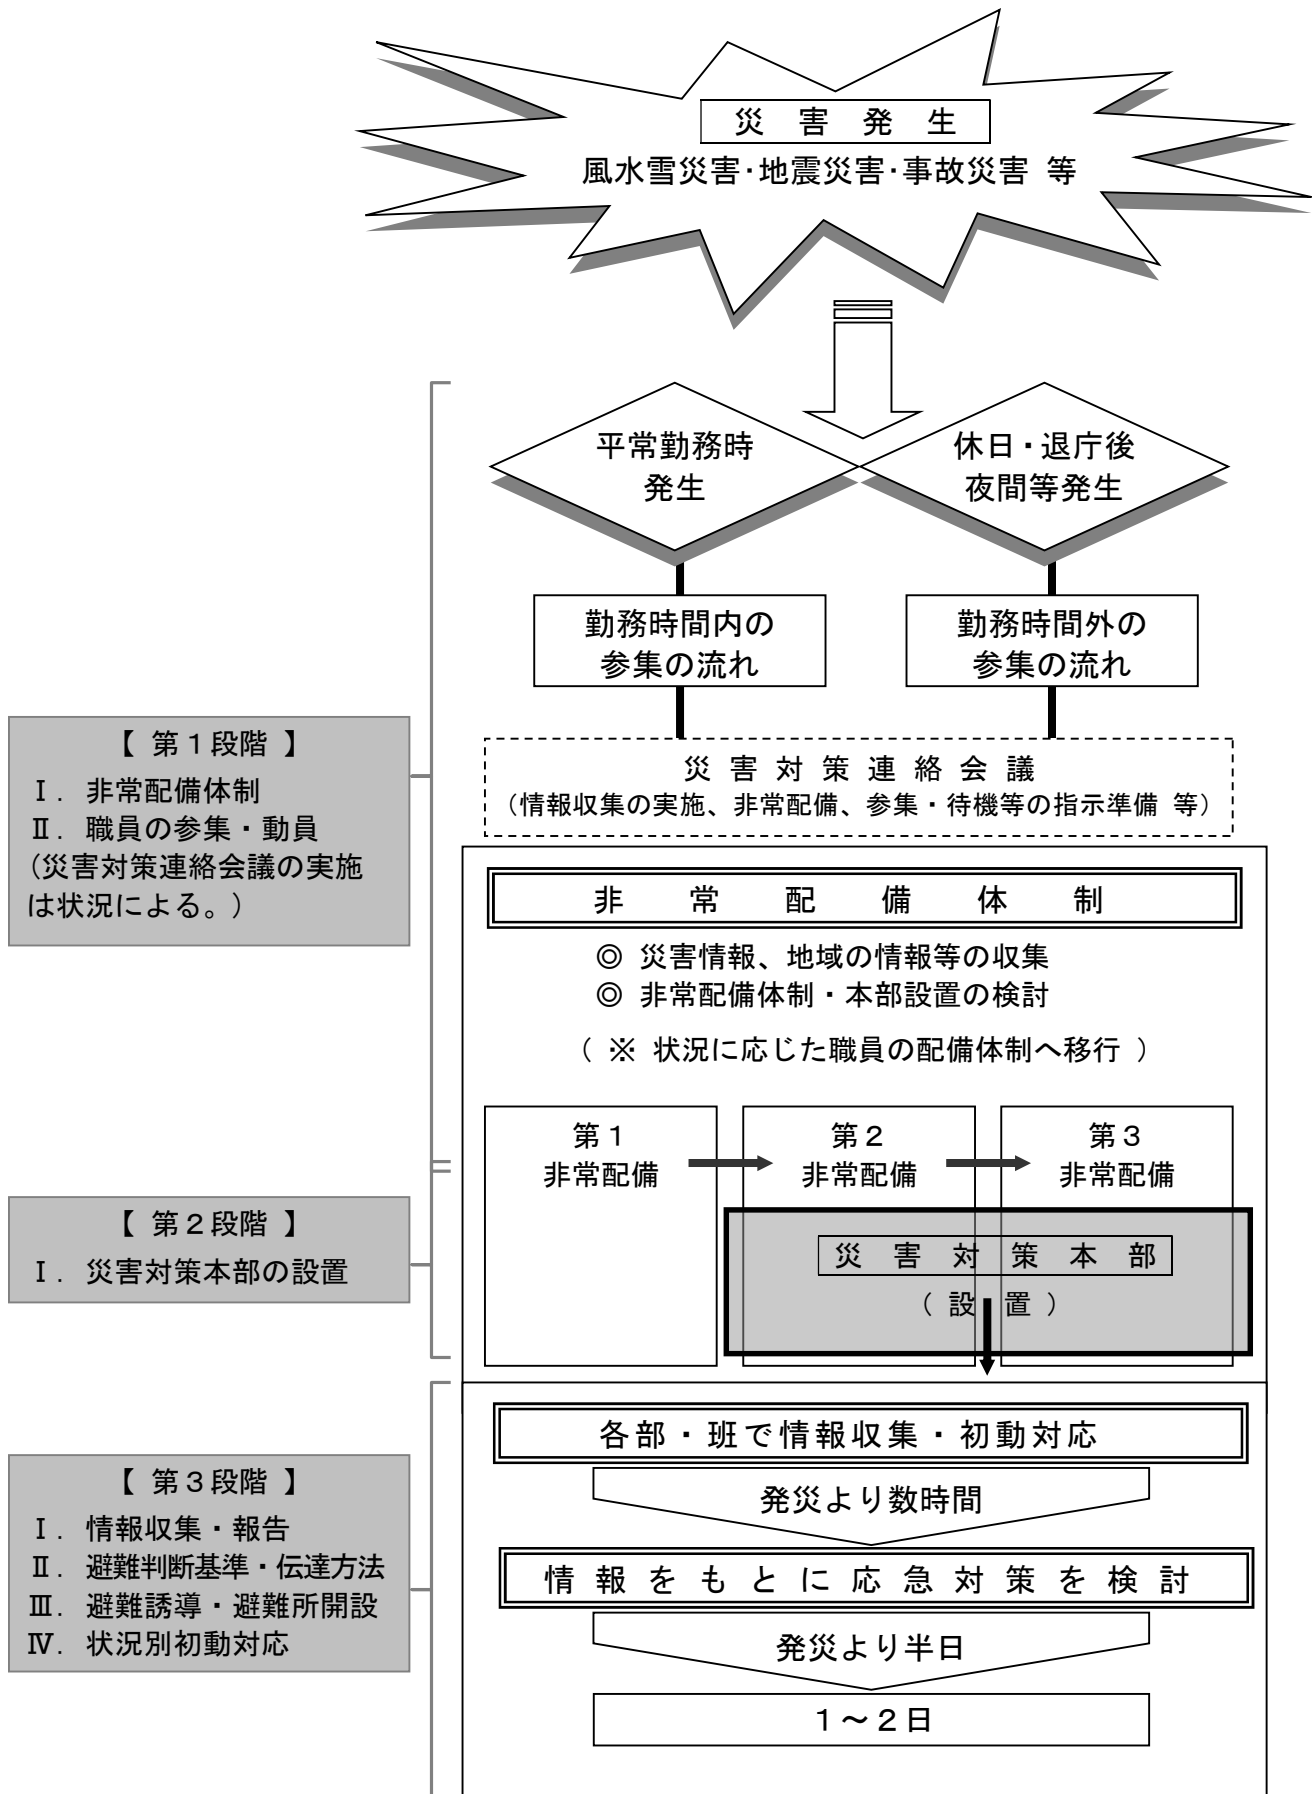 災害発生
風水雪災害･地震災害･事故災害 等
平常勤務時
発生
休日・退庁後
夜間等発生
勤務時間内の
参集の流れ
勤務時間外の
参集の流れ
【 第１段階 】
Ⅰ．非常配備体制
Ⅱ．職員の参集・動員
(災害対策連絡会議の実施
は状況による。)
災害対策連絡会議
（情報収集の実施、非常配備、参集・待機等の指示準備 等）
非常配備体制
◎ 災害情報、地域の情報等の収集
◎ 非常配備体制・本部設置の検討
（ ※ 状況に応じた職員の配備体制へ移行 ）
第１
非常配備
第２
非常配備
第３
非常配備
【 第２段階 】
Ⅰ．災害対策本部の設置
災害対策本部
（ 設 置 ）
各部・班で情報収集・初動対応
発災より数時間
【 第３段階 】
Ⅰ．情報収集・報告
Ⅱ．避難判断基準・伝達方法
Ⅲ．避難誘導・避難所開設
Ⅳ．状況別初動対応
情報をもとに応急対策を検討
発災より半日
１～２日